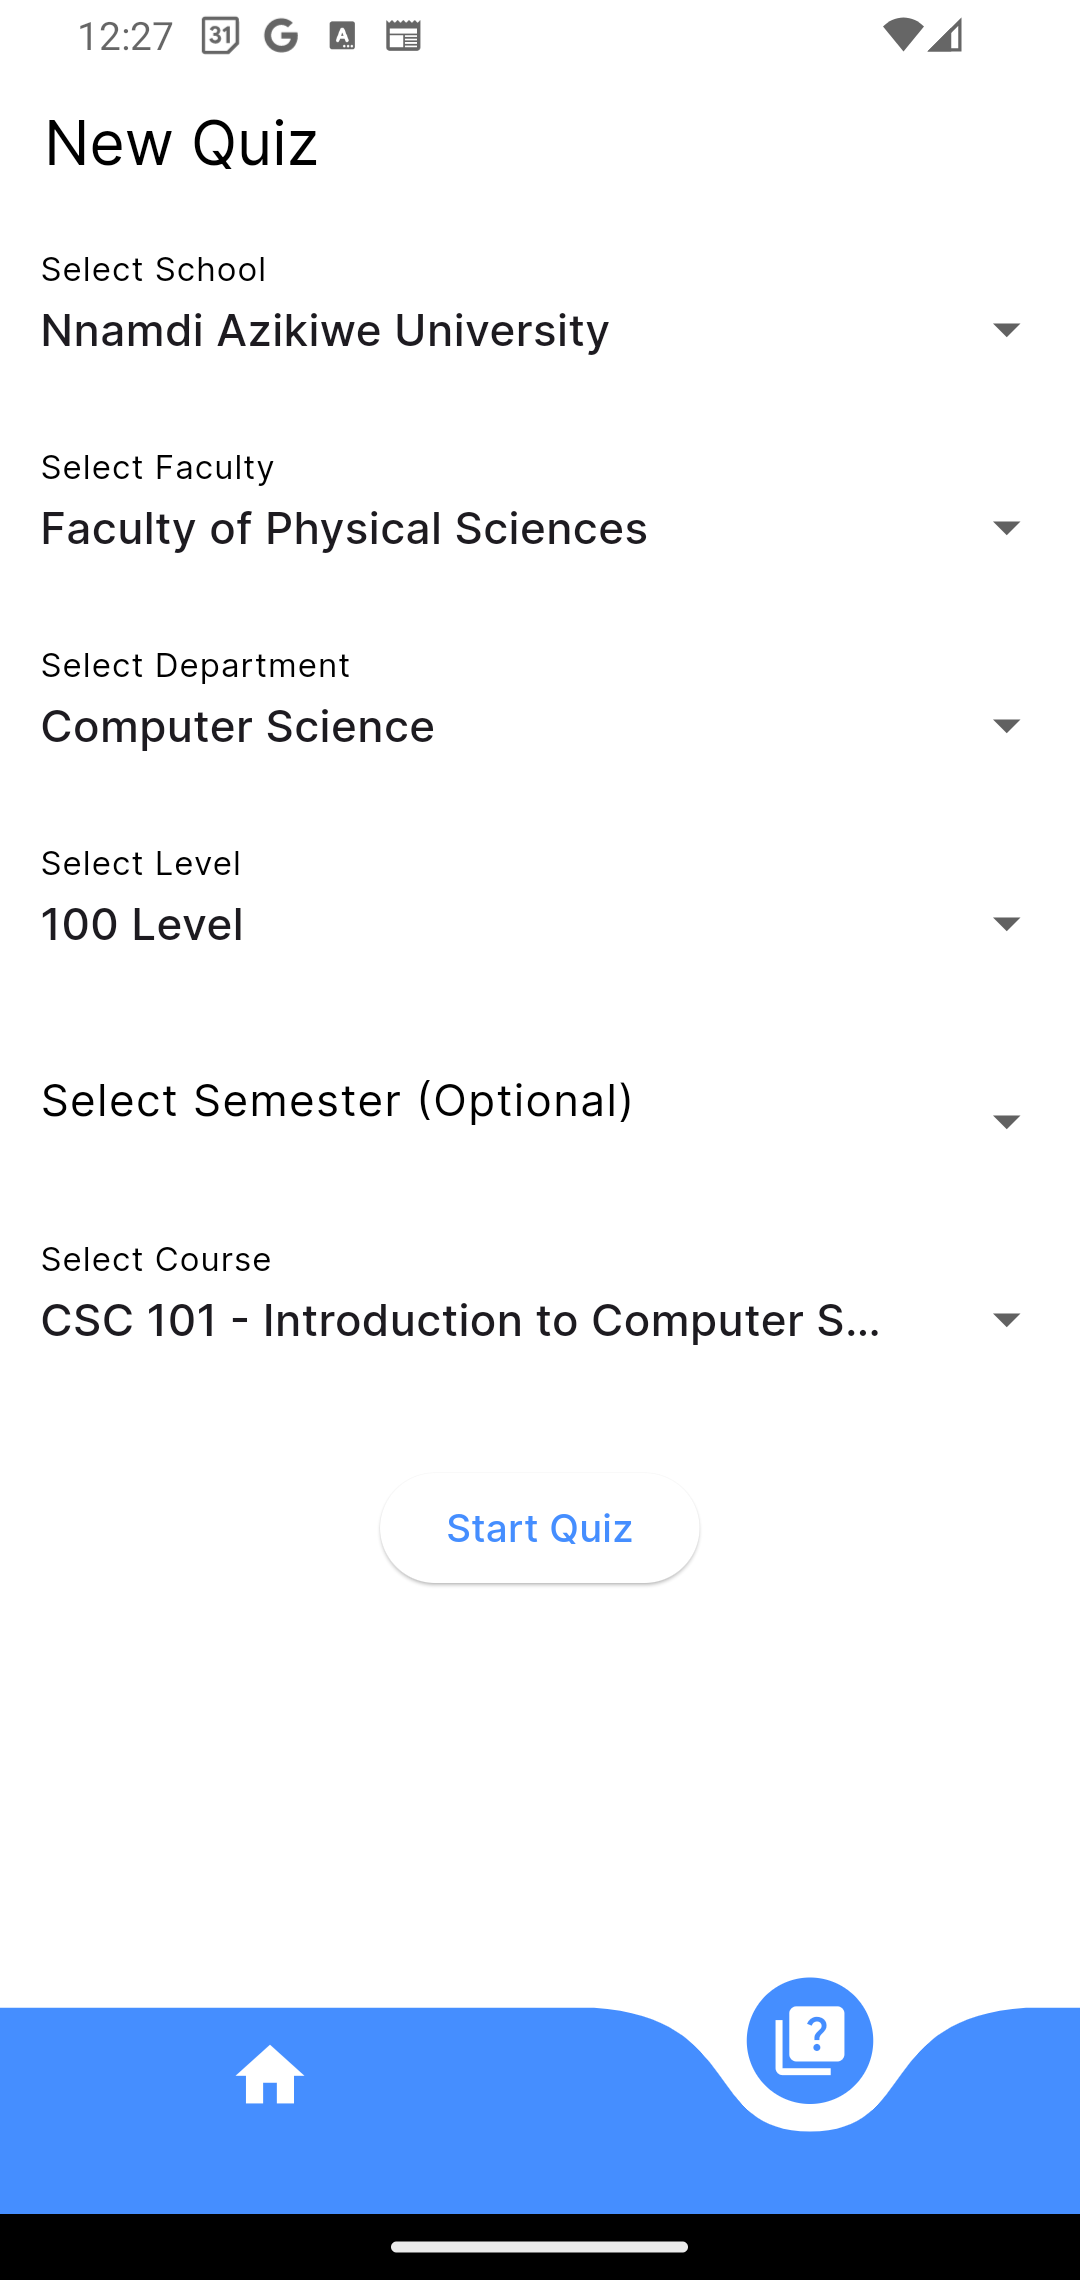 12:27 31 G A
New Quiz
Select School
Nnamdi Azikiwe University
Select Faculty
Faculty of Physical Sciences
Select Department
Computer Science
Select Level
100 Level
Select Semester (Optional)
Select Course
CSC 101 - Introduction to Computer S...
Start Quiz
?